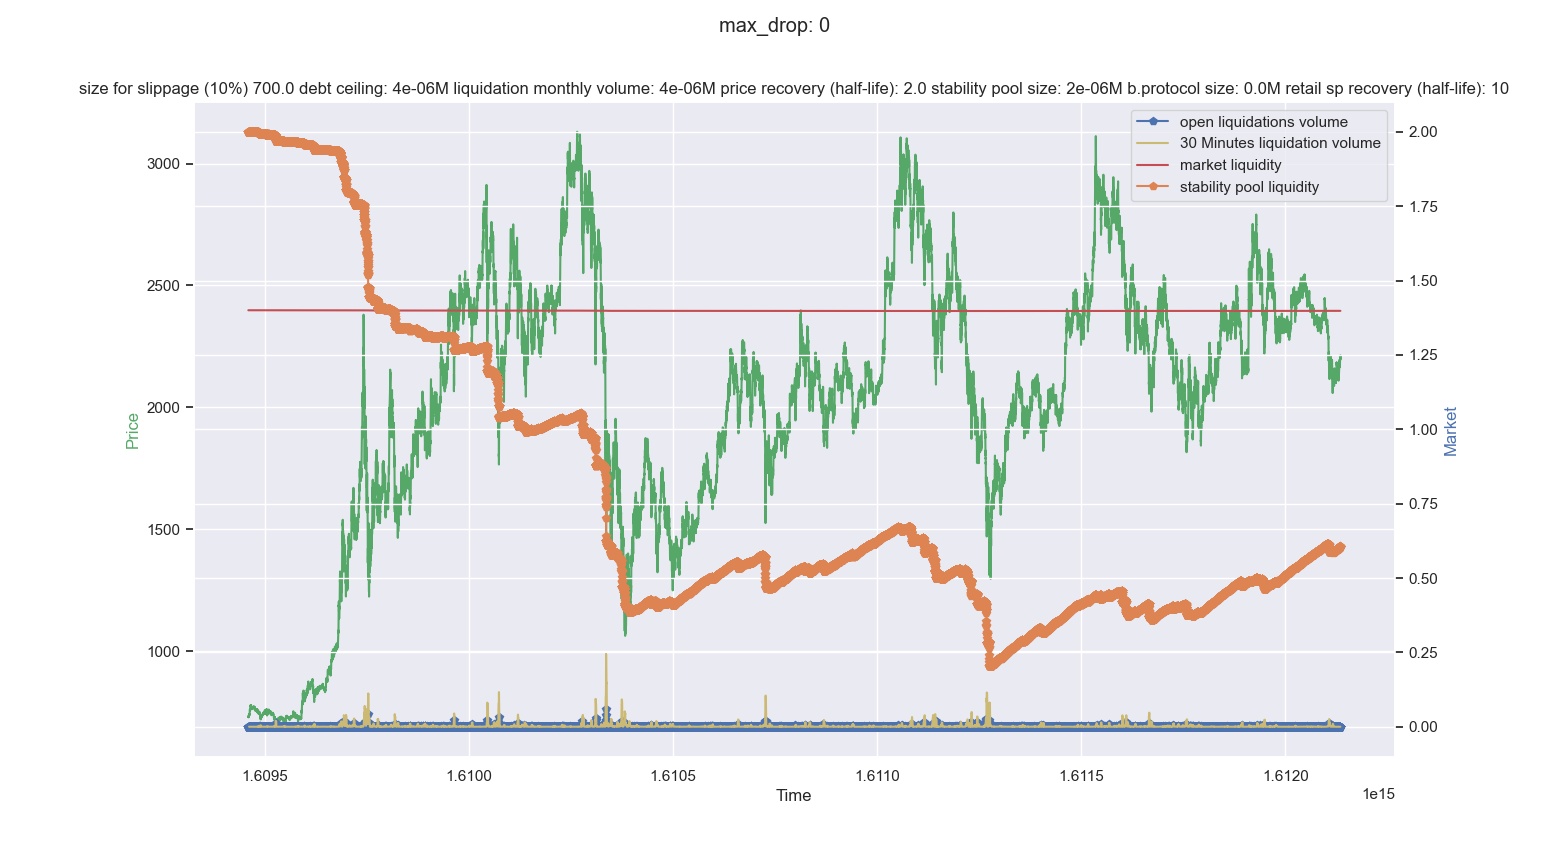 max_drop: 0
size for slippage (10%) 700.0 debt ceiling: 4e-06M liquidation monthly volume: 4e-06M price recovery (half-life): 2.0 stability pool size: 2e-06M b.protocol size: 0.0M retail sp recovery (half-life): 10
open liquidations volume
30 Minutes liquidation volume
market liquidity
stability pool liquidity
3000
2500
2000
1500
1000
Price
2.00
1.75
1.50
1.25
1.00
0.75
0.50
0.25
0.00
Market
1.6095
1.6100
1.6105
1.6110
1.6115
1.6120
Time
1e15